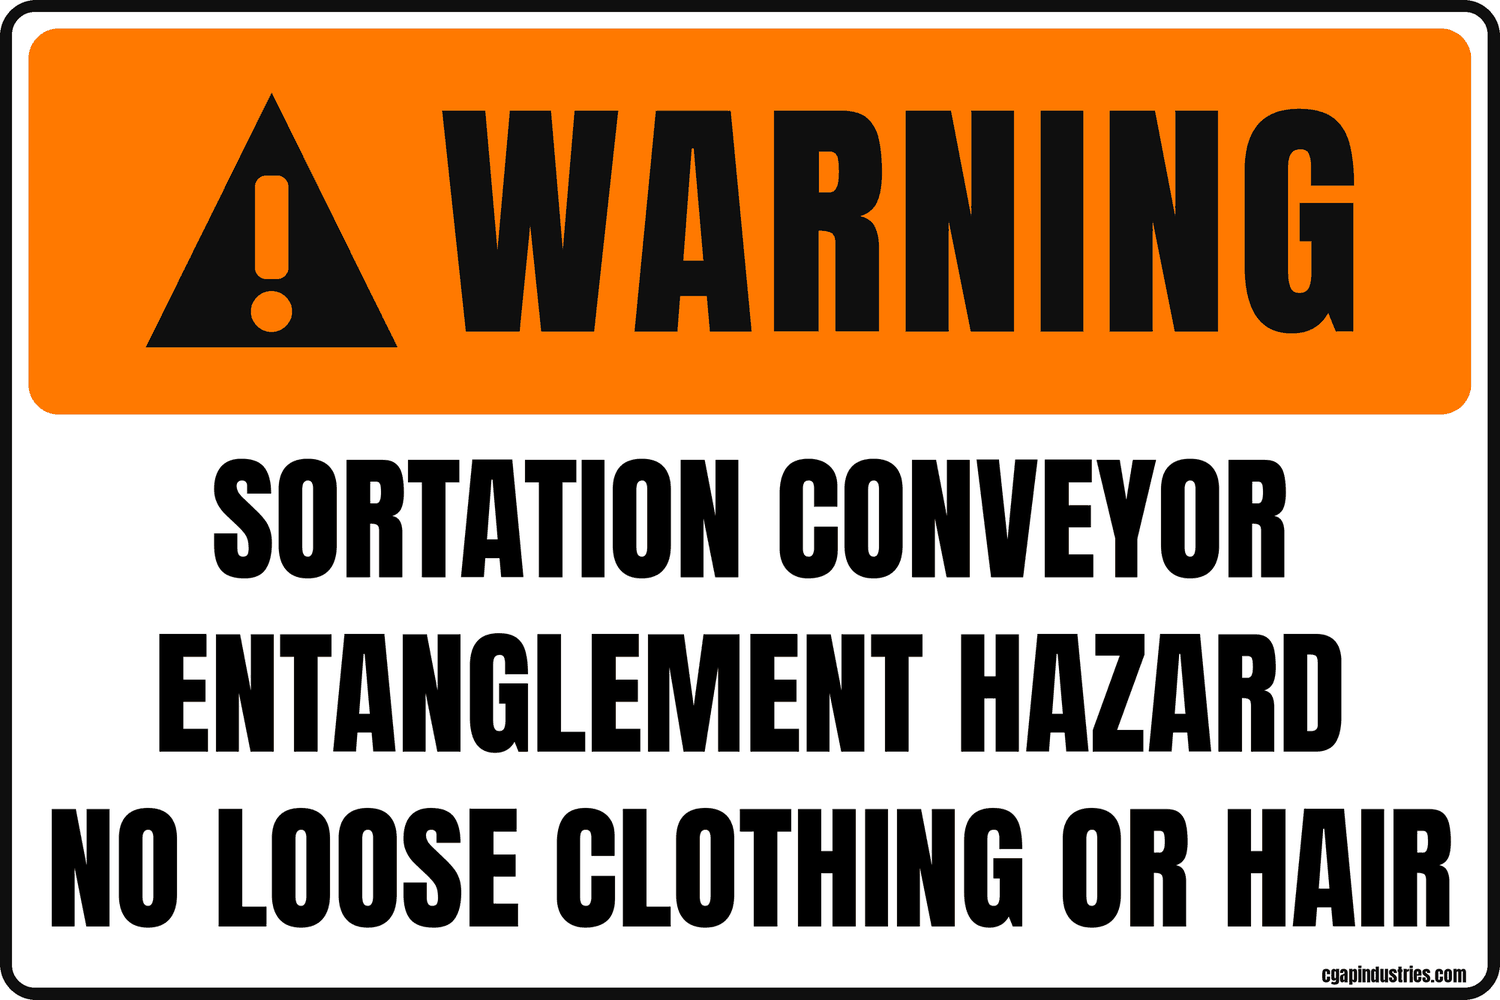 WARNING
SORTATION CONVEYOR
ENTANGLEMENT HAZARD
NO LOOSE CLOTHING OR HAIR
cgapindustries.com